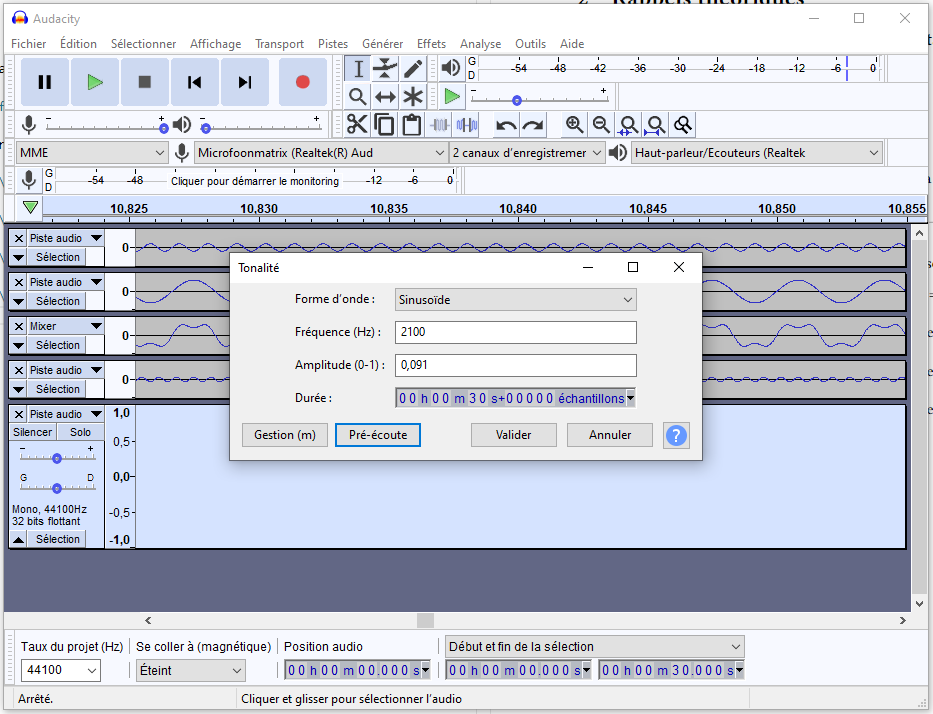 2 Rappels théoriques
Audacity
Fichier Édition Sélectionner Affichage Transport Pistes Générer Effets Analyse Outils Aide
G
D
-54 -48 -42 -36 -30 -24 -18 -12 -6 0
- +
- + - +
MME Microfoonmatrix (Realtek(R) Aud 2 canaux d'enregistremer Haut-parleur/Ecouteurs (Realtek
G
D
-54 -48 Cliquer pour démarrer le monitoring -12 -6 0
10,825 10,830 10,835 10,840 10,845 10,850 10,855
Piste audio 0
Sélection
Piste audio 0
Sélection
Mixer 0
Sélection
Piste audio 0
Sélection
Tonalité
Forme d'onde : Sinusoïde
Fréquence (Hz) : 2100
Amplitude (0-1) : 0,091
Durée : 00 h 00 m 30 s+00000 échantillons
Gestion (m) Pré-écoute Valider Annuler ?
Piste audio 1,0
Silencer Solo
- + 0,5
G D 0,0
Mono, 44100Hz
32 bits flottant -0,5
Sélection -1,0
Taux du projet (Hz) Se coller à (magnétique) Position audio Début et fin de la sélection
44100 Éteint 00 h 00 m 00.000 s 00 h 00 m 00.000 s 00 h 00 m 30.000 s
Arrêté. Cliquer et glisser pour sélectionner l'audio